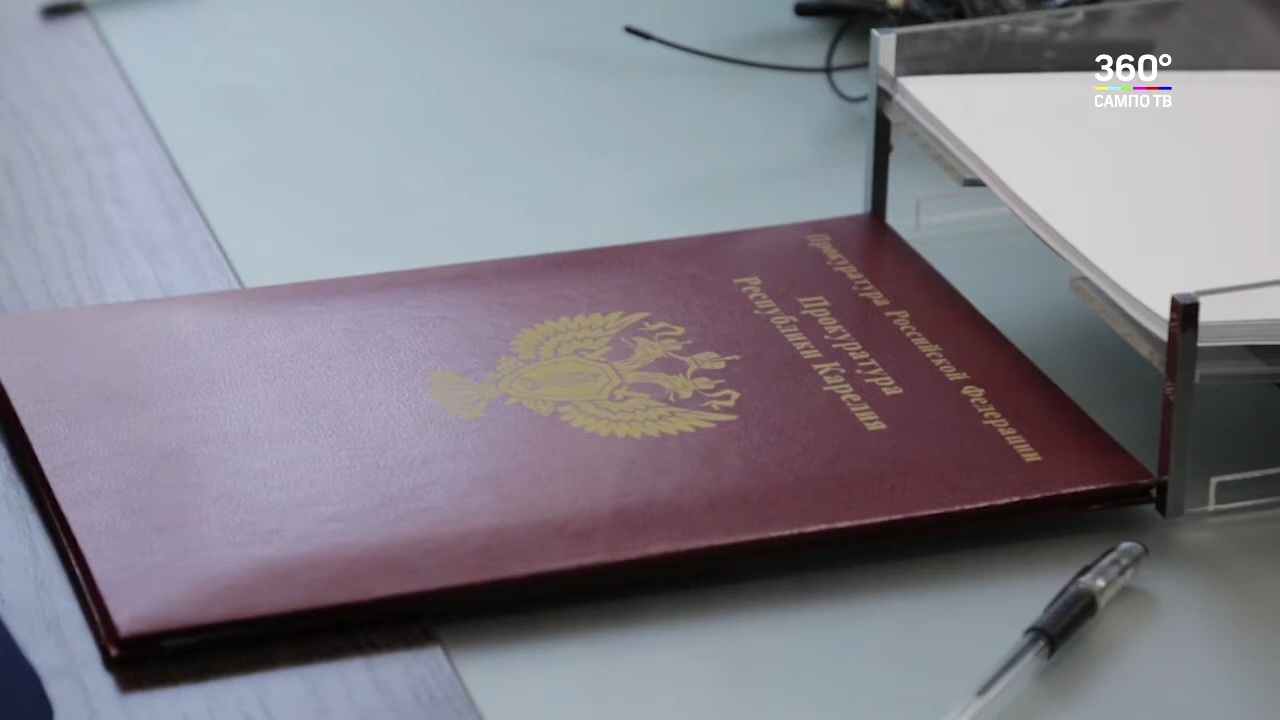 360°
САМПО ТВ
Прокуратура Российской Федерации
Прокуратура
Республики Карелия